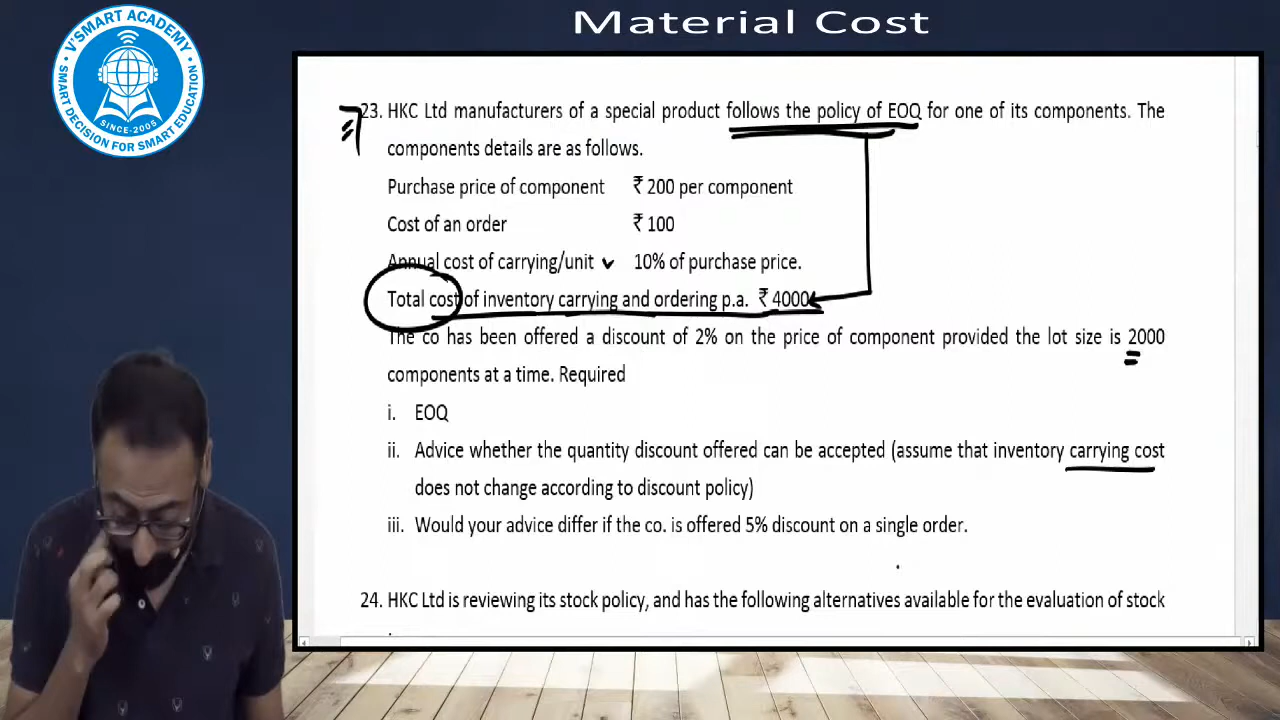 Material Cost
V'SMART ACADEMY
SINCE-2005
SMART DECISION FOR SMART EDUCATION
23. HKC Ltd manufacturers of a special product follows the policy of EOQ for one of its components. The
components details are as follows.
Purchase price of component ₹ 200 per component
Cost of an order ₹ 100
Annual cost of carrying/unit 10% of purchase price.
Total cost of inventory carrying and ordering p.a. ₹ 4000
The co has been offered a discount of 2% on the price of component provided the lot size is 2000
components at a time. Required
i. EOQ
ii. Advice whether the quantity discount offered can be accepted (assume that inventory carrying cost
does not change according to discount policy)
iii. Would your advice differ if the co. is offered 5% discount on a single order.
24. HKC Ltd is reviewing its stock policy, and has the following alternatives available for the evaluation of stock